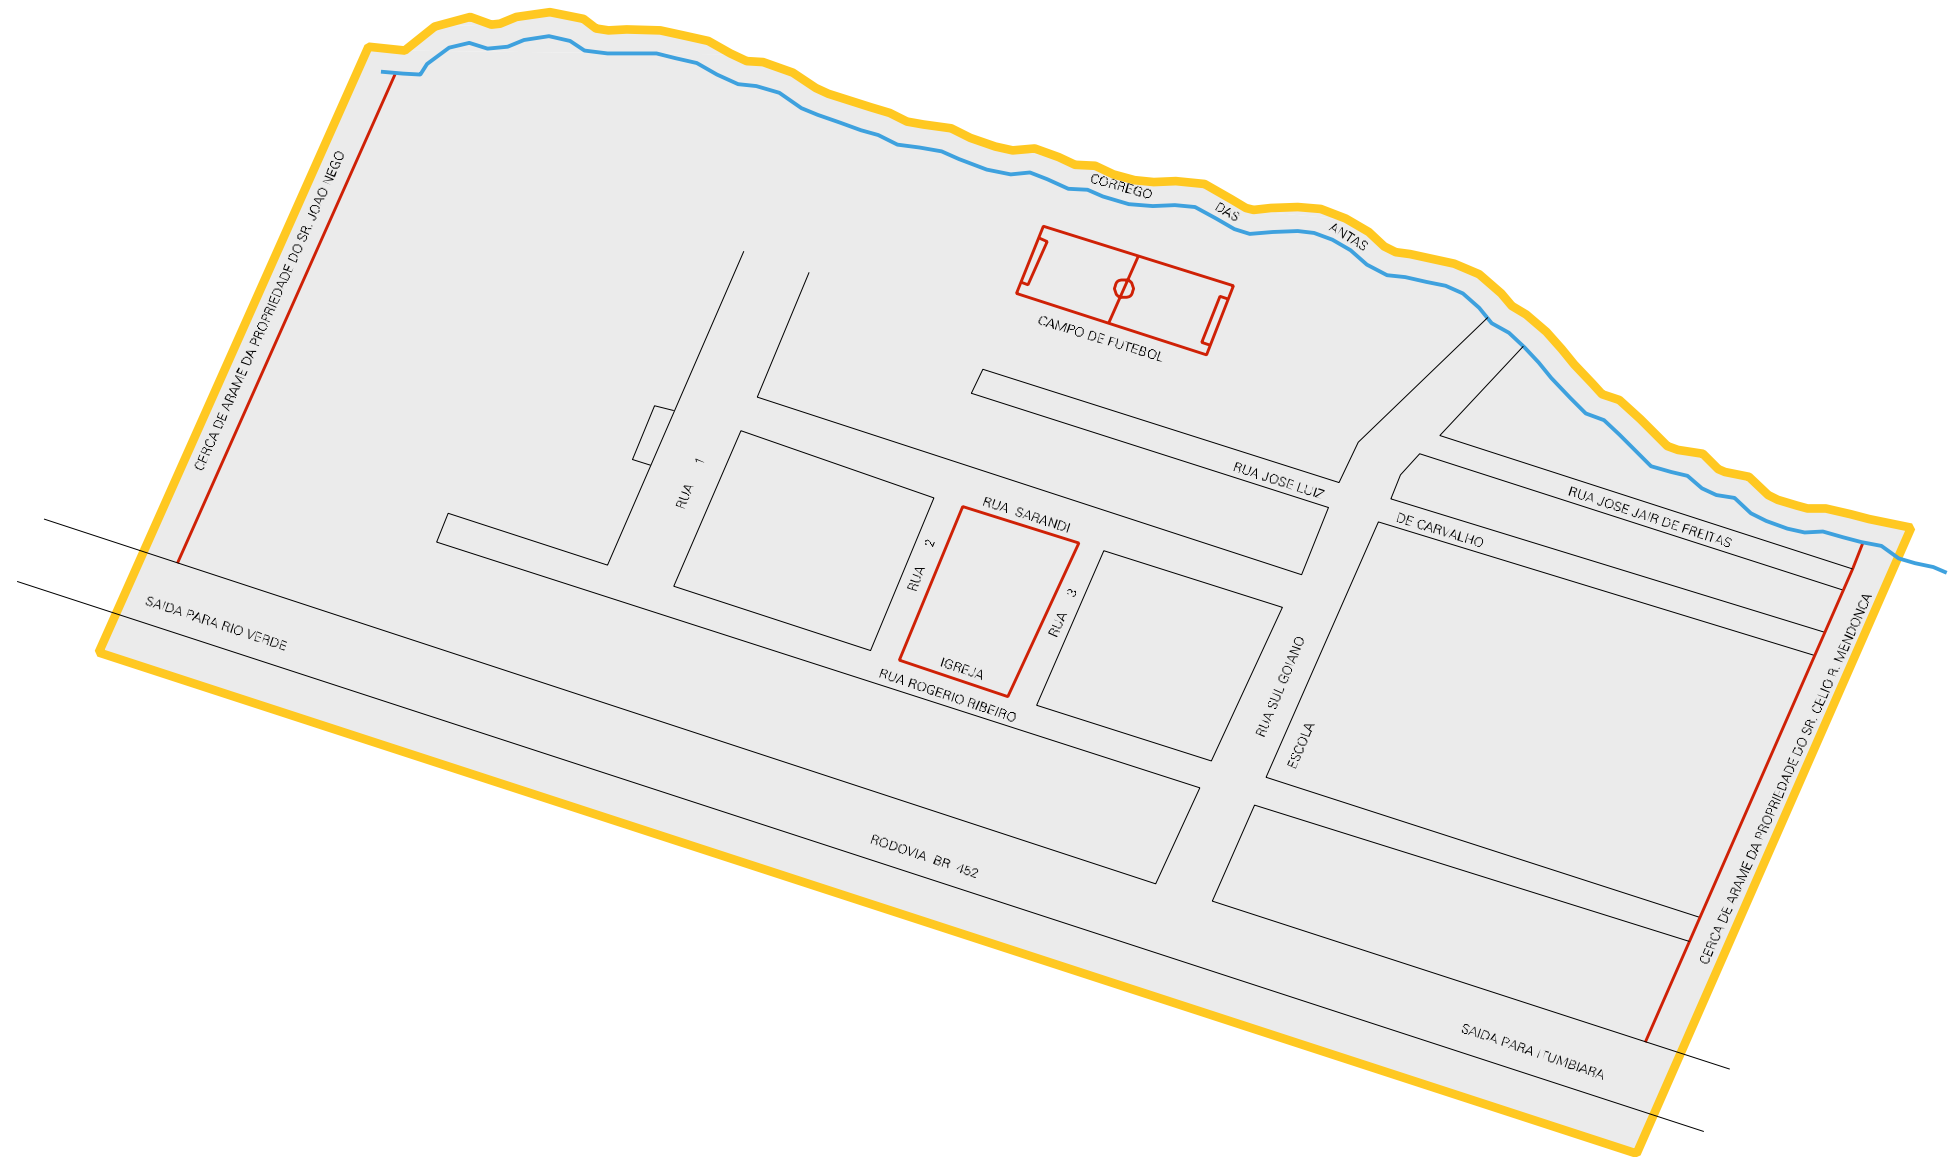 CORREGO DAS ANTAS
CERCA DE ARAME DA PROPRIEDADE DO SR. JOAO NEGO
CAMPO DE FUTEBOL
RUA JOSE LUIZ
RUA JOSE JAIR DE FREITAS
DE CARVALHO
RUA 1
RUA SARANDI
RUA 2
RUA 3
IGREJA
RUA ROGERIO RIBEIRO
RUA SUL GOIANO
ESCOLA
CERCA DE ARAME DA PROPRIEDADE DO SR. CELIO R. MENDONCA
SAIDA PARA RIO VERDE
RODOVIA BR 452
SAIDA PARA ITUMBIARA